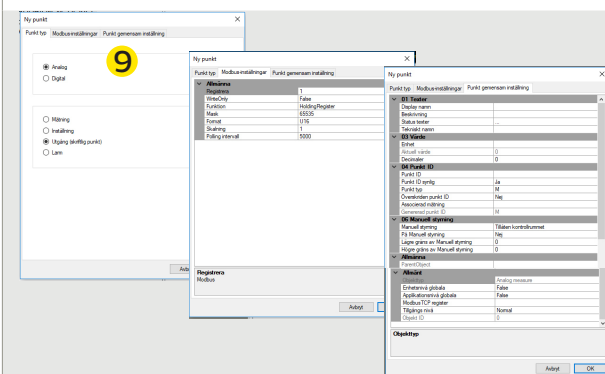 Ny punkt
Punkt typ Modbus-inställningar Punkt gemensam inställning
9
Analog
Digital
Mätning
Inställning
Utgång (skriftlig punkt)
Larm
Ny punkt
Punkt typ Modbus-inställningar Punkt gemensam inställning
Allmänna
Registrera 1
WriteOnly False
Funktion HoldingRegister
Mask 65535
Format U16
Skalning 1
Polling intervall 5000
Registrera
Modbus
Avbryt
Ny punkt
Punkt typ Modbus-inställningar Punkt gemensam inställning
01 Texter
Display namn
Beskrivning
Status texter ...
Tekniskt namn
03 Värde
Enhet
Aktuell värde 0
Decimaler 0
04 Punkt ID
Punkt ID
Punkt ID synlig Ja
Punkt typ M
Överskriden punkt ID Nej
Associerad mätning
Genererad punkt ID M
06 Manuell styrning
Manuell styrning Tillåten kontrollrummet
På Manuell styrning Nej
Lagre gräns av Manuell styrning 0
Högre gräns av Manuell styrning 0
Allmänna
ParentObject
Allmänt
Objekttyp Analog measure
Enhetsnivå globala False
Applikationsnivå globala False
ModbusTCP register
Tillgångs nivå Normal
Objekt ID 0
Objekttyp
Avbryt OK